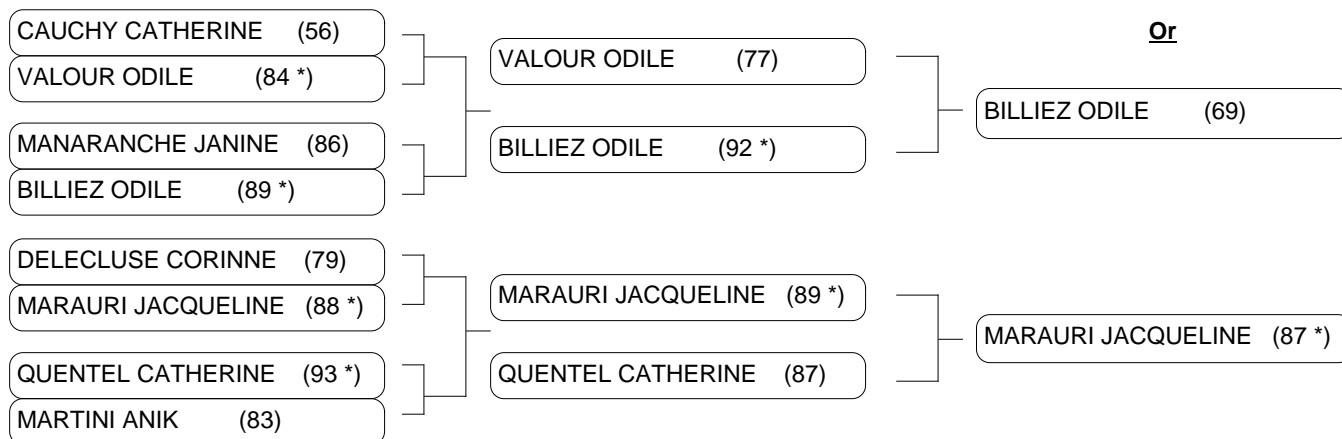 CAUCHY CATHERINE (56)
VALOUR ODILE (84 *)
MANARANCHE JANINE (86)
BILLIEZ ODILE (89 *)
DELECLUSE CORINNE (79)
MARAURI JACQUELINE (88 *)
QUENTEL CATHERINE (93 *)
MARTINI ANIK (83)
VALOUR ODILE (77)
BILLIEZ ODILE (92 *)
MARAURI JACQUELINE (89 *)
QUENTEL CATHERINE (87)
Or
BILLIEZ ODILE (69)
MARAURI JACQUELINE (87 *)